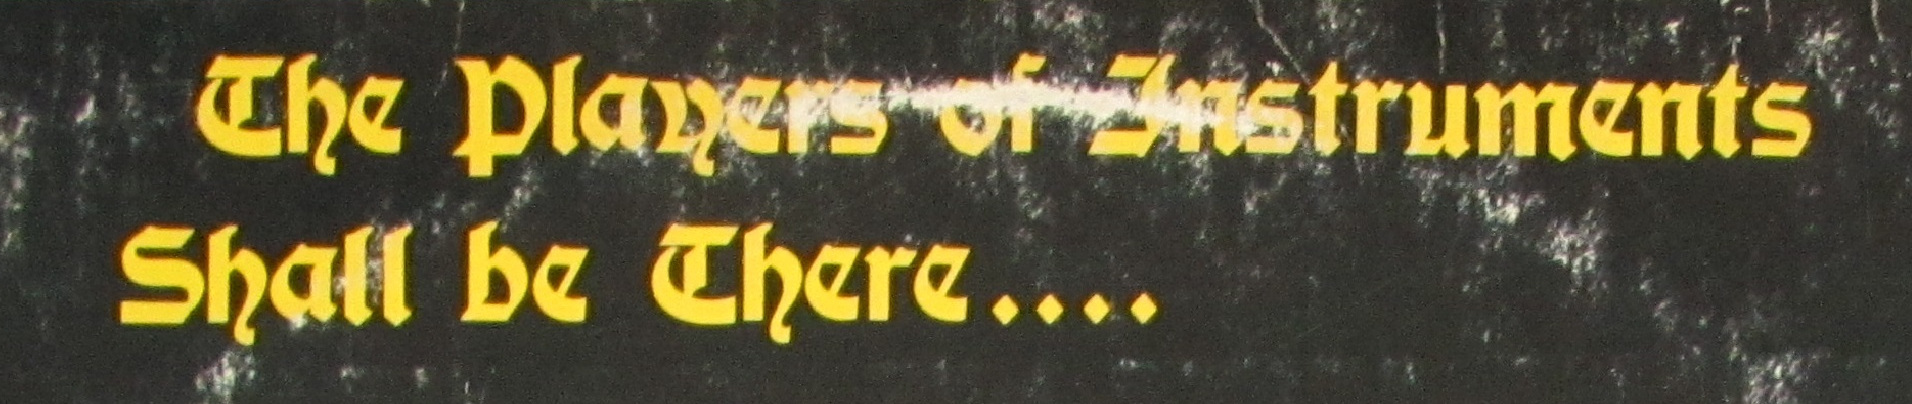 The Players of Instruments
Shall be There....